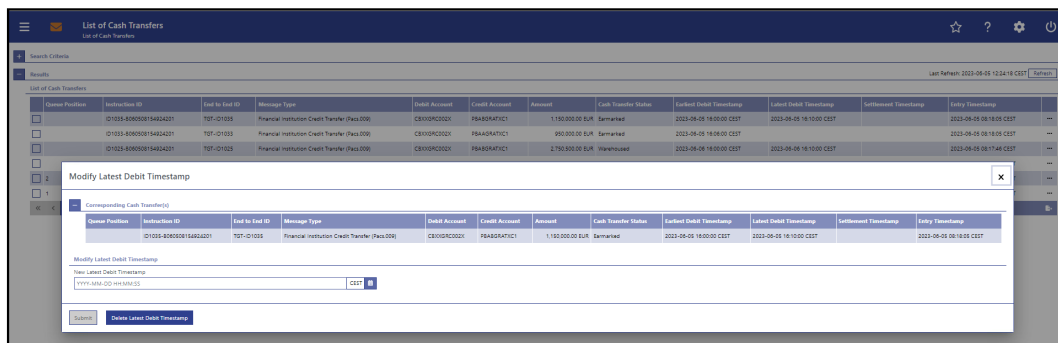 List of Cash Transfers
List of Cash Transfers
Search Criteria
Results Last Refresh: 2023-06-05 12:24:19 CEST Refresh
List of Cash Transfers
Queue Position Instruction ID End to End ID Message Type Debit Account Credit Account Amount Cash Transfer Status Earliest Debit Timestamp Latest Debit Timestamp Settlement Timestamp Entry Timestamp
ID1035-B060508154924201 TGT-ID1035 Financial Institution Credit Transfer (Pacs.009) CBXXGRC002X PBABGRATXC1 1,150,000.00 EUR Earmarked 2023-06-05 16:00:00 CEST 2023-06-05 16:10:00 CEST 2023-06-05 08:18:05 CEST
ID1033-B060508154924201 TGT-ID1033 Financial Institution Credit Transfer (Pacs.009) CBXXGRC002X PBAAGRATXC1 950,000.00 EUR Earmarked 2023-06-05 16:00:00 CEST 2023-06-05 08:18:05 CEST
ID1025-B060508154924201 TGT-ID1025 Financial Institution Credit Transfer (Pacs.009) CBXXGRC002X PBABGRATXC1 2,750,500.00 EUR Warehoused 2023-06-06 16:00:00 CEST 2023-06-06 16:10:00 CEST 2023-06-05 08:17:46 CEST
2
1
Modify Latest Debit Timestamp
Corresponding Cash Transfer(s)
Queue Position Instruction ID End to End ID Message Type Debit Account Credit Account Amount Cash Transfer Status Earliest Debit Timestamp Latest Debit Timestamp Settlement Timestamp Entry Timestamp
ID1035-B060508154924201 TGT-ID1035 Financial Institution Credit Transfer (Pacs.009) CBXXGRC002X PBABGRATXC1 1,150,000.00 EUR Earmarked 2023-06-05 16:00:00 CEST 2023-06-05 16:10:00 CEST 2023-06-05 08:18:05 CEST
Modify Latest Debit Timestamp
New Latest Debit Timestamp
YYYY-MM-DD HH:MM:SS CEST
Submit Delete Latest Debit Timestamp